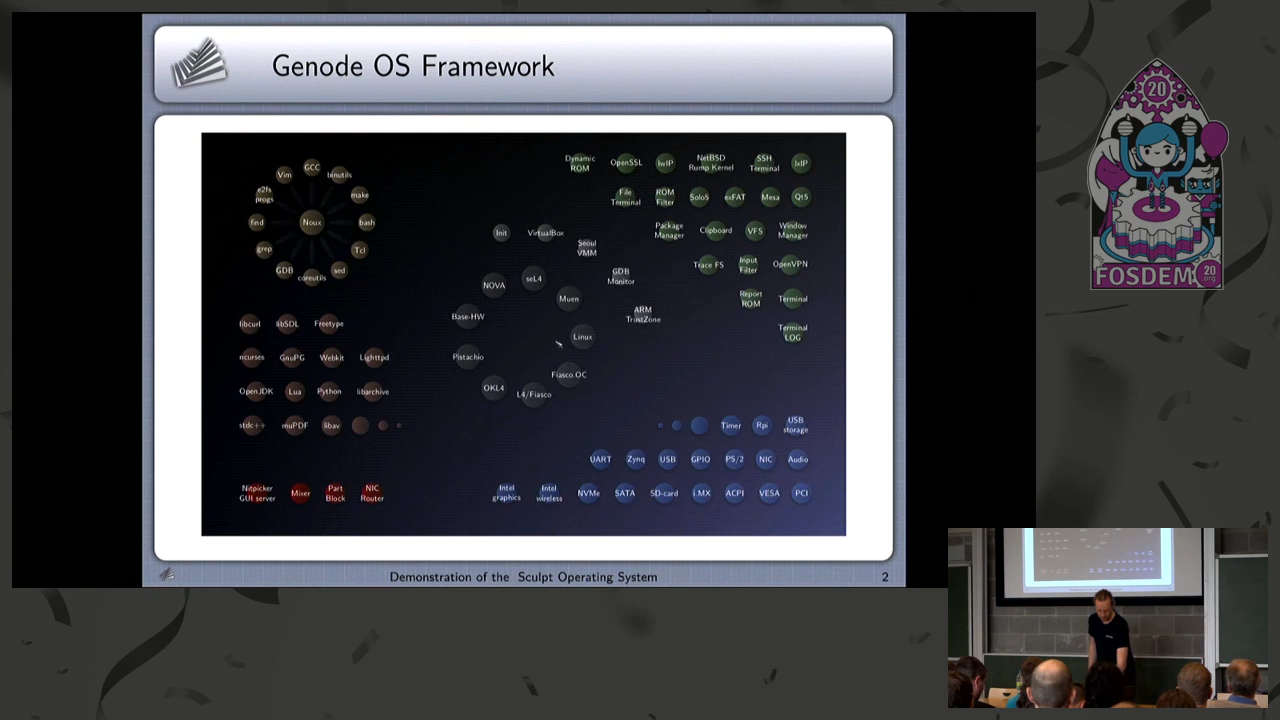 Genode OS Framework
GCC
Vim
binutils
e2fs
progs
make
find
Noux
bash
grep
Tcl
GDB
coreutils
sed
libcurl
libSDL
Freetype
ncurses
GnuPG
Webkit
Lighttpd
OpenJDK
Lua
Python
libarchive
stdc++
muPDF
libav
Nitpicker
GUI server
Mixer
Part
Block
NIC
Router
Init
VirtualBox
Seoul
VMM
GDB
Monitor
ARM
TrustZone
seL4
NOVA
Muen
Base-HW
Linux
Pistachio
Fiasco.OC
OKL4
L4/Fiasco
Dynamic
ROM
OpenSSL
lwIP
NetBSD
Rump Kernel
SSH
Terminal
lxIP
File
Terminal
ROM
Filter
Solo5
exFAT
Mesa
Qt5
Package
Manager
Clipboard
VFS
Window
Manager
Trace FS
Input
Filter
OpenVPN
Report
ROM
Terminal
Terminal
LOG
Timer
Rpi
USB
storage
UART
Zynq
USB
GPIO
PS/2
NIC
Audio
Intel
graphics
Intel
wireless
NVMe
SATA
SD-card
i.MX
ACPI
VESA
PCI
Demonstration of the Sculpt Operating System
2
20
FOSDEM
20
.org